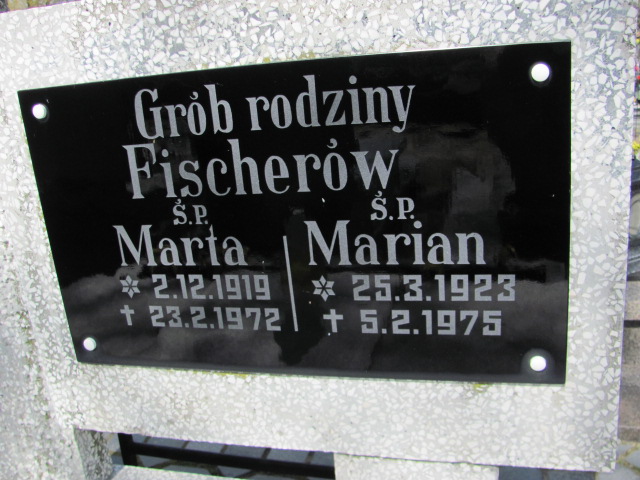 Grób rodziny
Fischerów
Ś.P. Ś.P.
Marta Marian
* 2.12.1919 * 25.3.1923
† 23.2.1972 † 5.2.1975